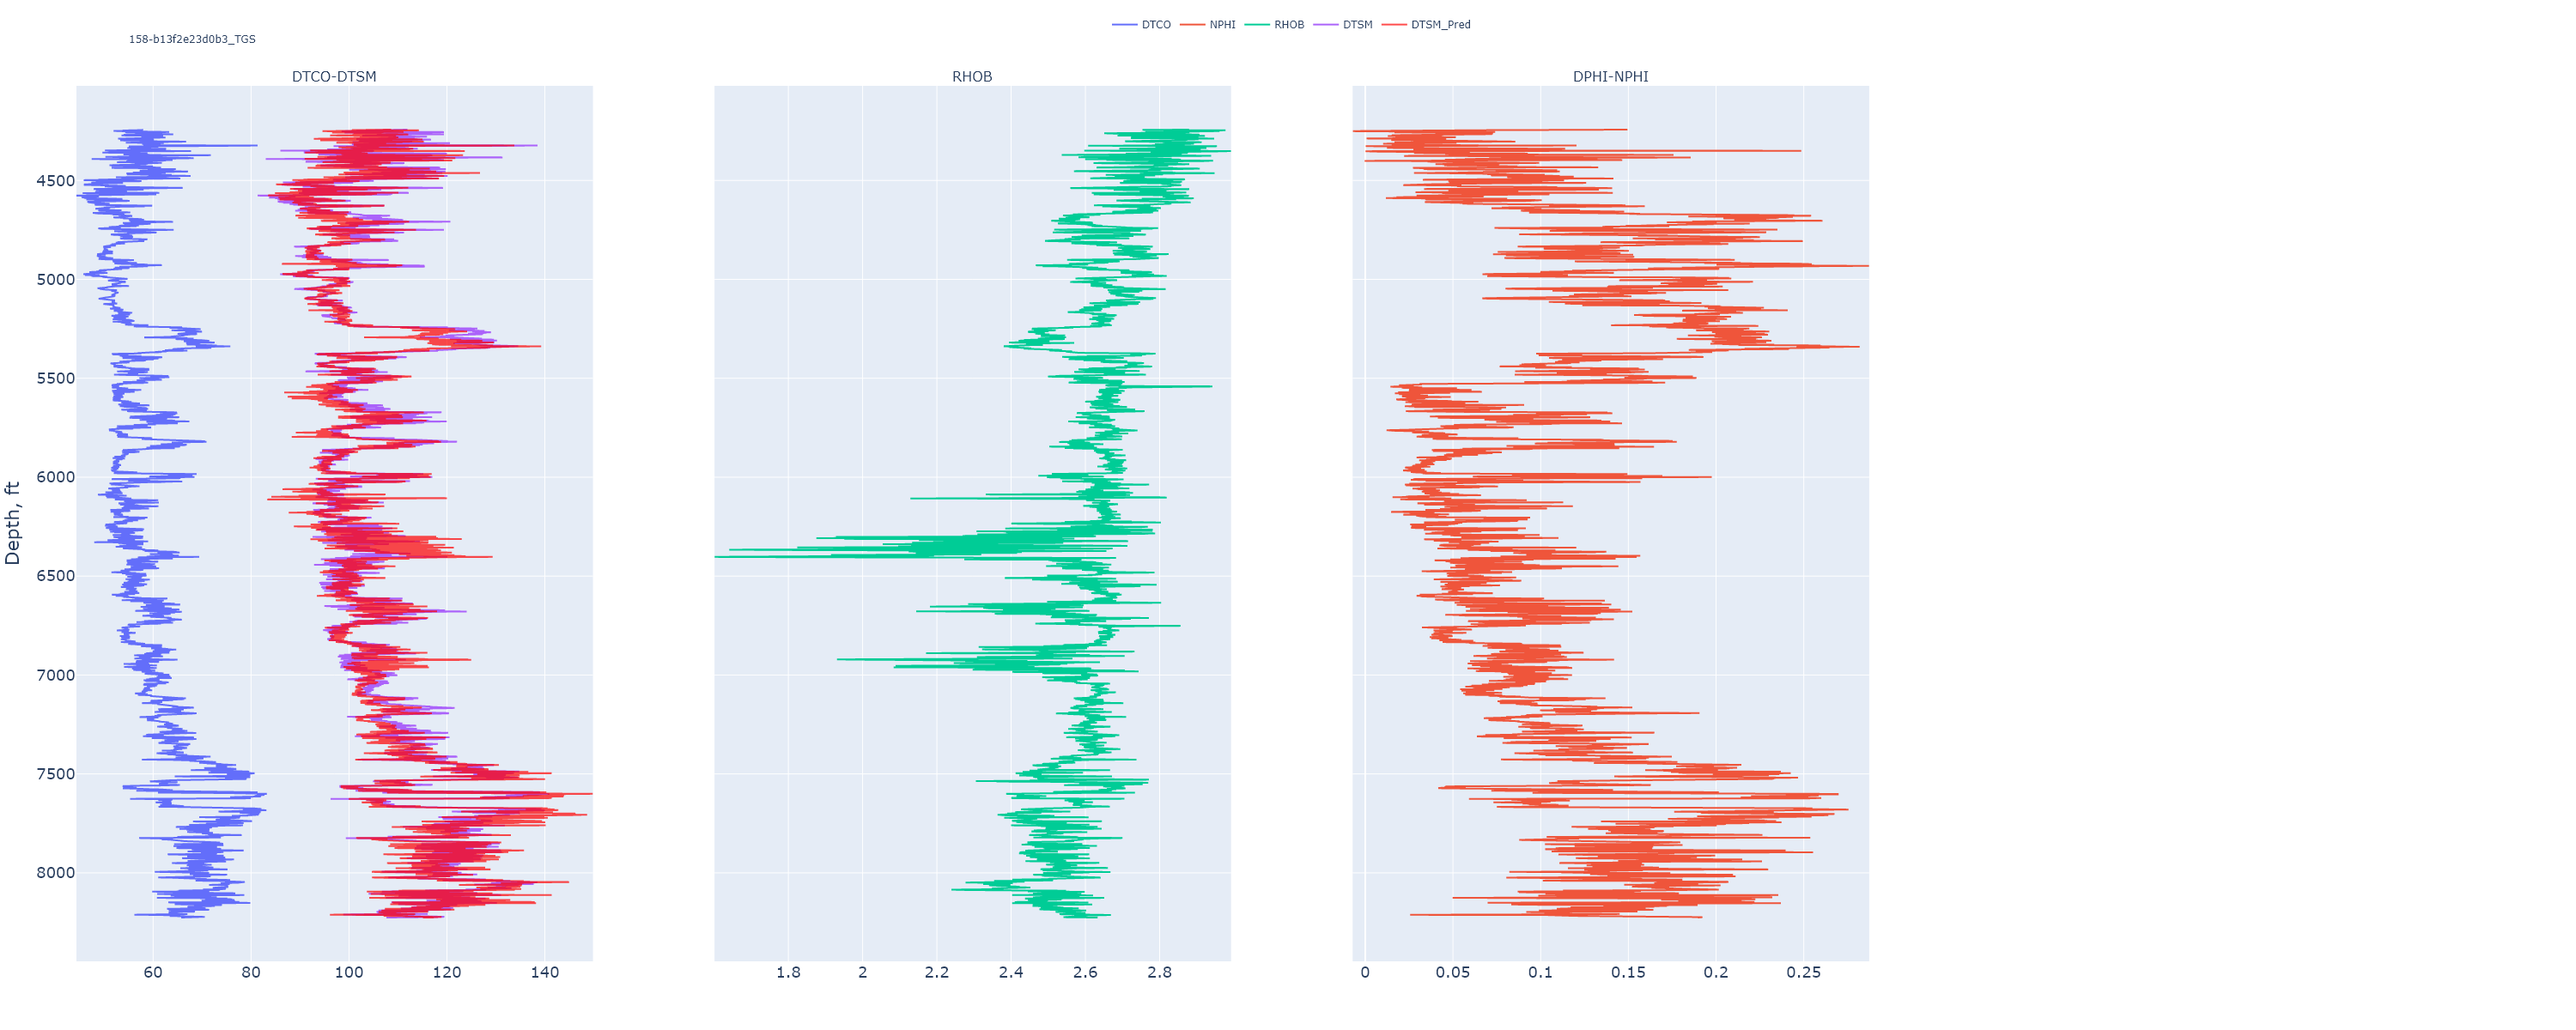 DTCO NPHI RHOB DTSM DTSM_Pred
158-b13f2e23d0b3_TGS
DTCO-DTSM
RHOB
DPHI-NPHI
Depth, ft
4500
5000
5500
6000
6500
7000
7500
8000
60 80 100 120 140
1.8 2 2.2 2.4 2.6 2.8
0 0.05 0.1 0.15 0.2 0.25